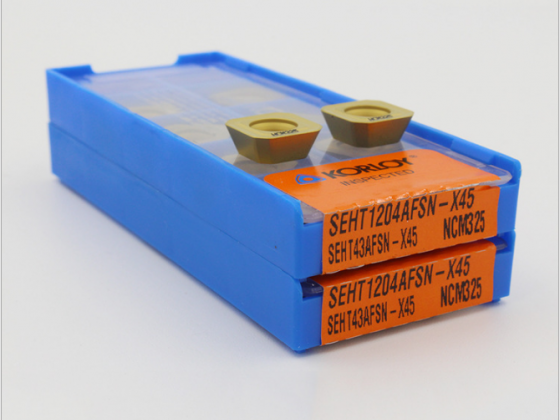 KORLOY
INSPECTED
SEHT1204AFSN-X45
SEHT43AFSN-X45 NCM325
SEHT1204AFSN-X45
SEHT43AFSN-X45 NCM325